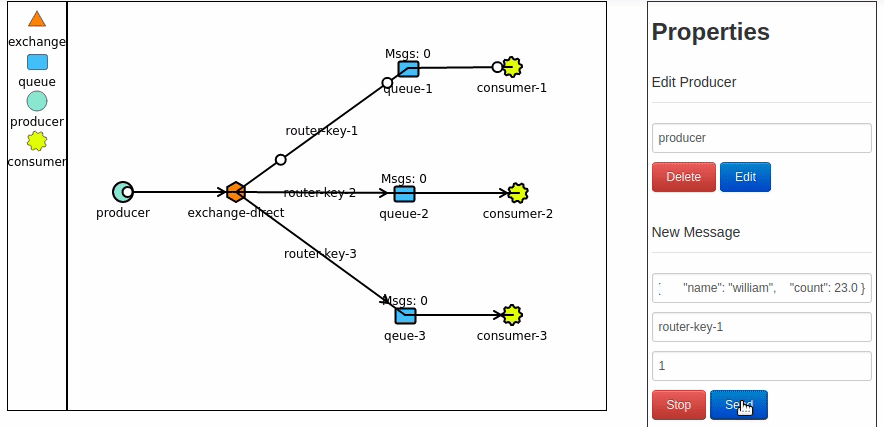 exchange
queue
producer
consumer
Msgs: 0
queue-1
consumer-1
router-key-1
producer
exchange-direct
router-key-2
Msgs: 0
queue-2
consumer-2
router-key-3
Msgs: 0
qeue-3
consumer-3
Properties
Edit Producer
producer
Delete Edit
New Message
"name": "william", "count": 23.0 }
router-key-1
1
Stop Send